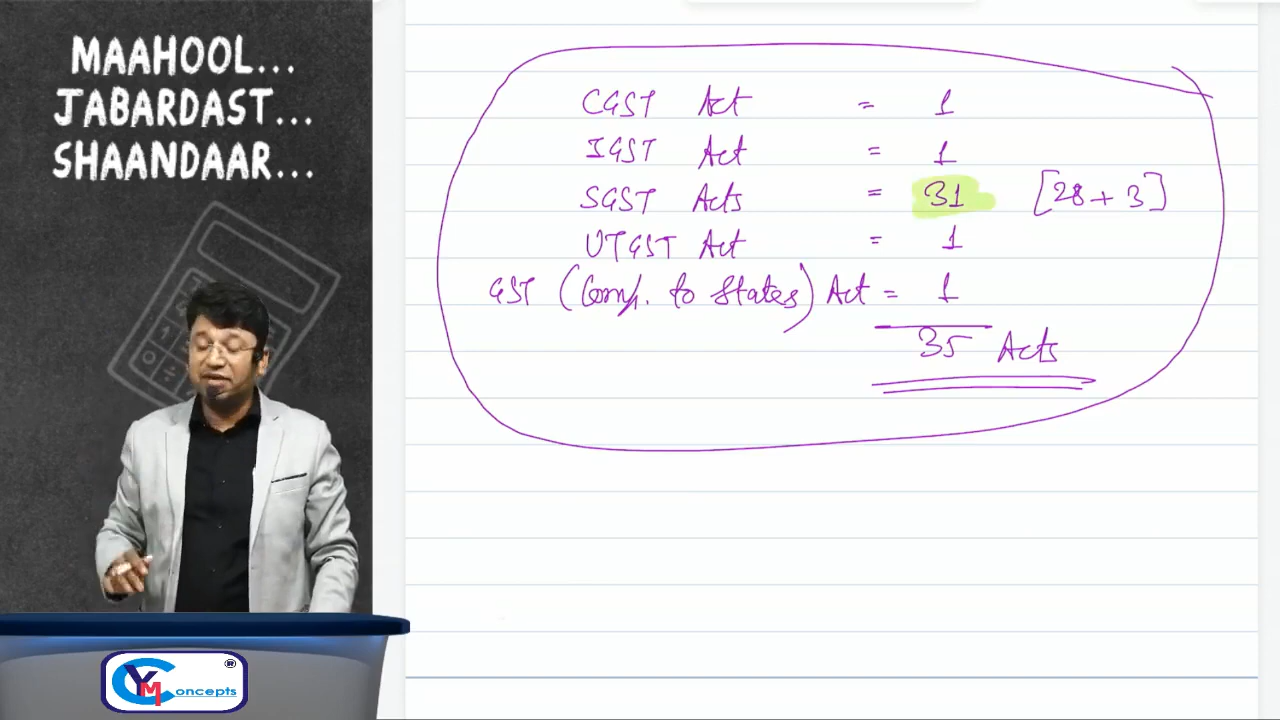 MAAHOOL...
JABARDAST...
SHAANDAAR...
CGST Act = 1
IGST Act = 1
SGST Acts = 31 [28 + 3]
UTGST Act = 1
GST (Comp. to States) Act = 1
35 Acts
CYM Concepts ®